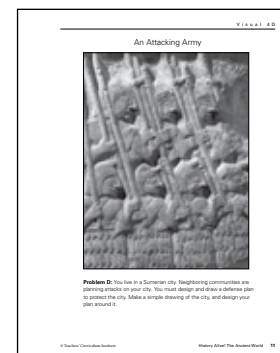 Visual 4D
An Attacking Army
Problem D: You live in a Sumerian city. Neighboring communities are
planning attacks on your city. You must design and draw a defense plan
to protect the city. Make a simple drawing of the city, and design your
plan around it.
© Teachers' Curriculum Institute History Alive! The Ancient World 11